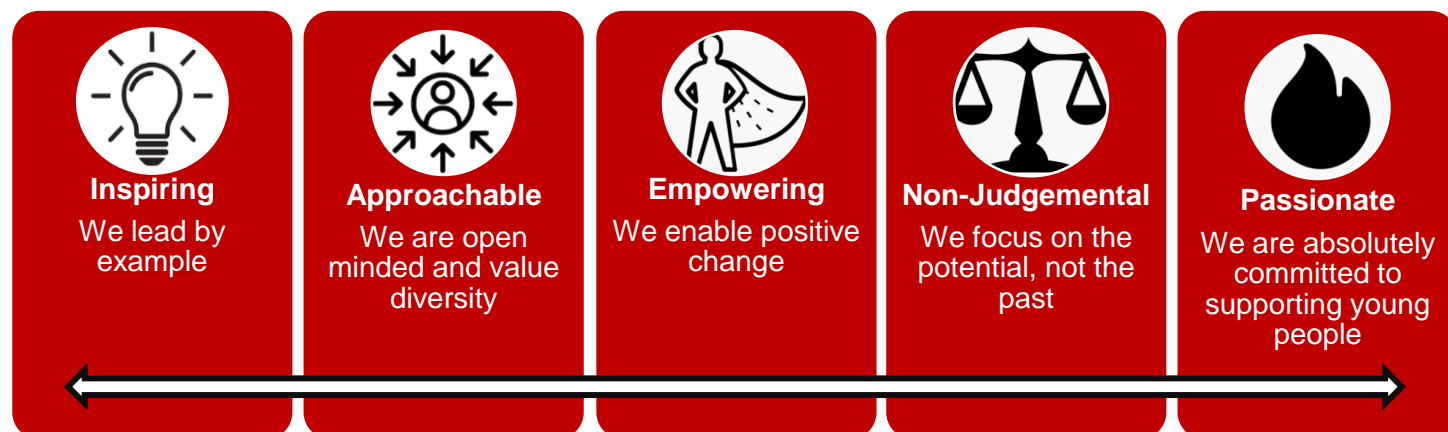 Inspiring
We lead by
example
Approachable
We are open
minded and value
diversity
Empowering
We enable positive
change
Non-Judgemental
We focus on the
potential, not the
past
Passionate
We are absolutely
committed to
supporting young
people